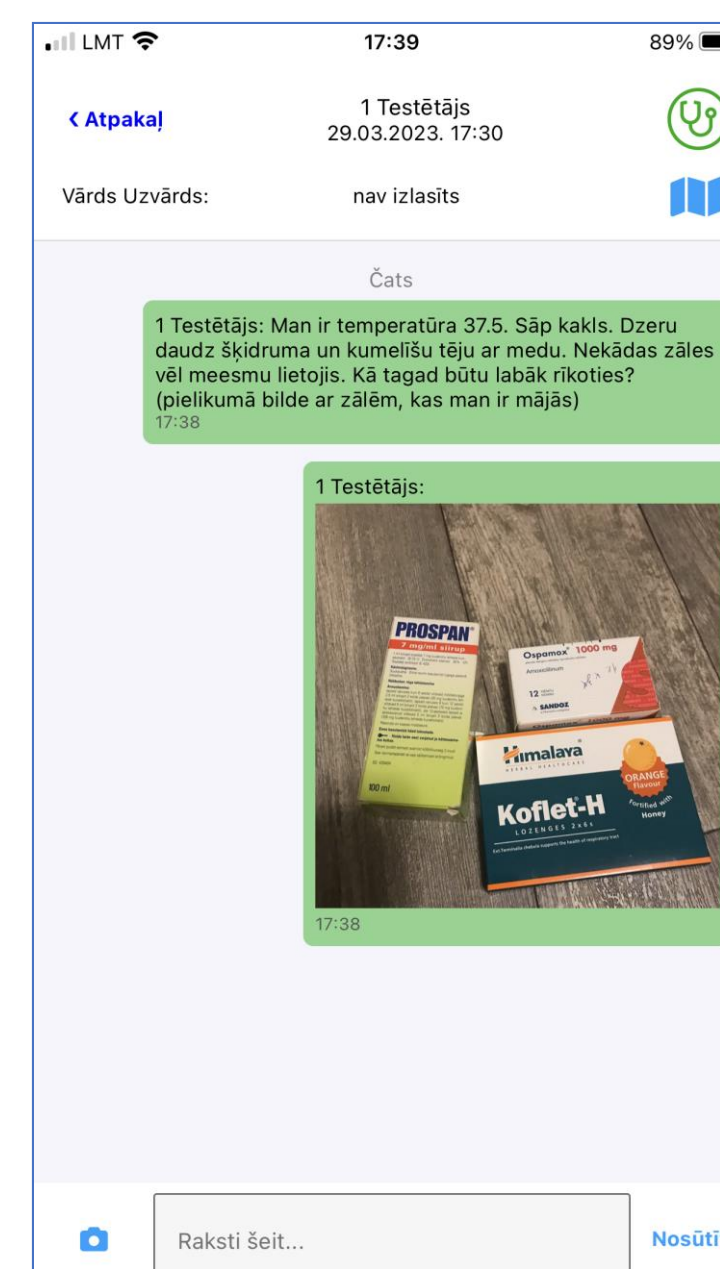 LMT
17:39
89%
‹ Atpakaļ
1 Testētājs
29.03.2023. 17:30
Vārds Uzvārds:
nav izlasīts
Čats
1 Testētājs: Man ir temperatūra 37.5. Sāp kakls. Dzeru
daudz šķidruma un kumelīšu tēju ar medu. Nekādas zāles
vēl meesmu lietojis. Kā tagad būtu labāk rīkoties?
(pielikumā bilde ar zālēm, kas man ir mājās)
17:38
1 Testētājs:
PROSPAN®
7 mg/ml siirup
100 ml
Ospamox® 1000 mg
Amoxicillinum
12
SANDOZ
Himalaya
HERBAL HEALTHCARE
Koflet-H
LOZENGES 2x6s
ORANGE
Flavour
Fortified with
Honey
17:38
Raksti šeit...
Nosūtī